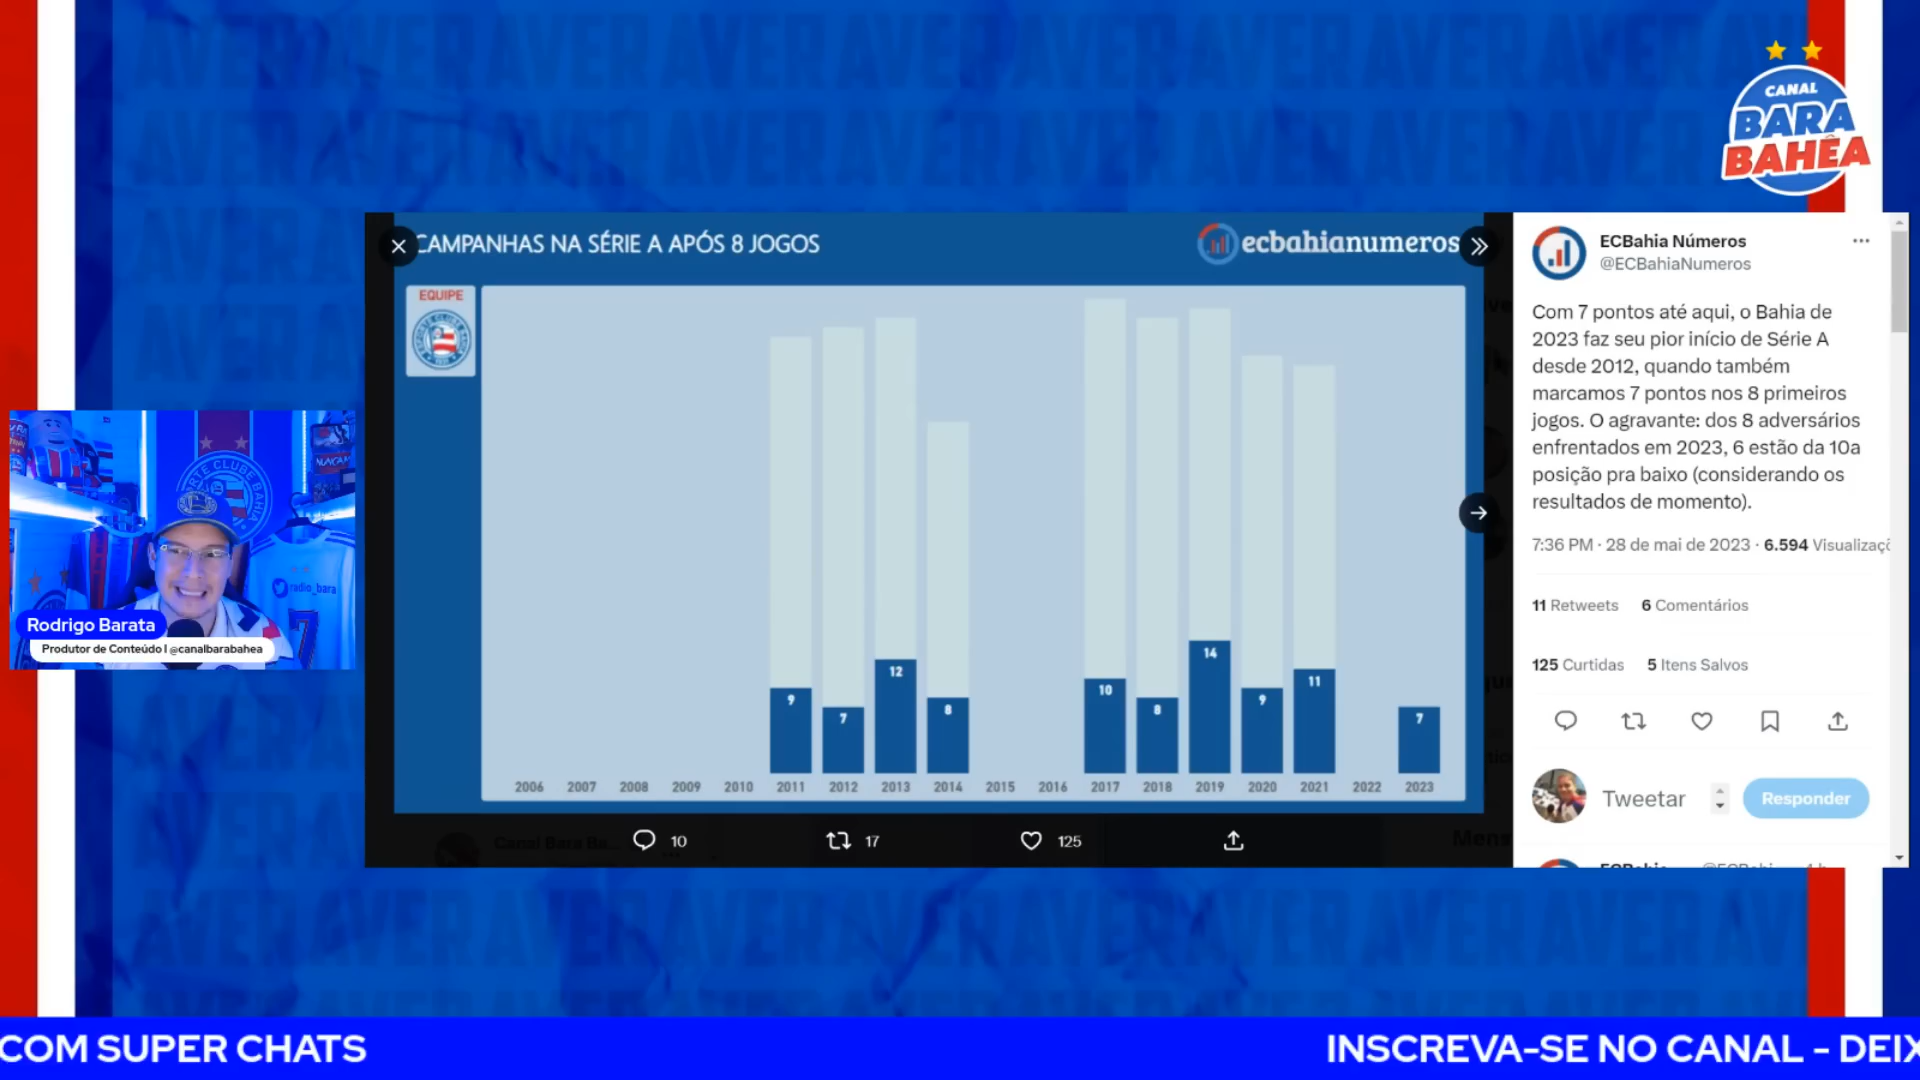 CANAL
BARA
BAHÊA
CAMPANHAS NA SÉRIE A APÓS 8 JOGOS
ecbahianumeros
EQUIPE
9
7
12
8
10
8
14
9
11
7
2006 2007 2008 2009 2010 2011 2012 2013 2014 2015 2016 2017 2018 2019 2020 2021 2022 2023
10 17 125
ECBahia Números
@ECBahiaNumeros
Com 7 pontos até aqui, o Bahia de
2023 faz seu pior início de Série A
desde 2012, quando também
marcamos 7 pontos nos 8 primeiros
jogos. O agravante: dos 8 adversários
enfrentados em 2023, 6 estão da 10a
posição pra baixo (considerando os
resultados de momento).
7:36 PM · 28 de mai de 2023 · 6.594 Visualizaçõ
11 Retweets 6 Comentários
125 Curtidas 5 Itens Salvos
Tweetar
Responder
radio_bara
7
Rodrigo Barata
Produtor de Conteúdo | @canalbarabahea
COM SUPER CHATS
INSCREVA-SE NO CANAL - DEIX